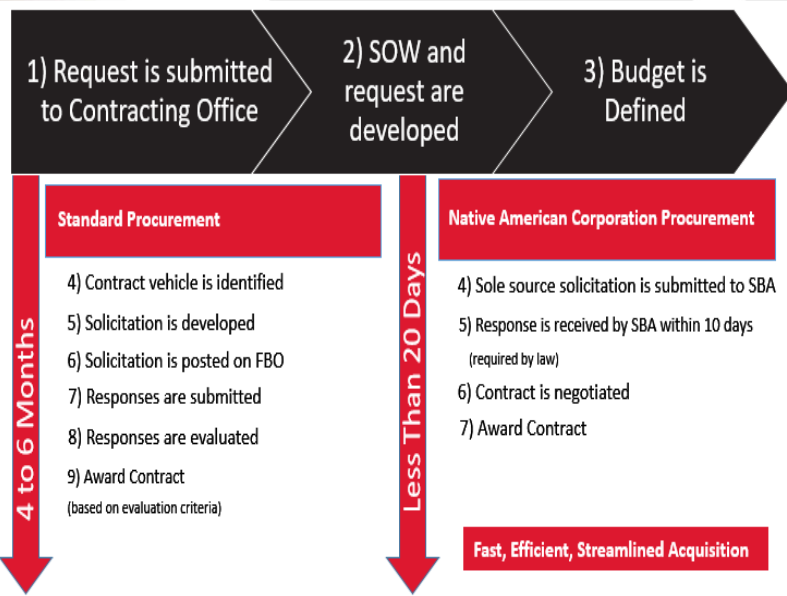 1) Request is submitted
to Contracting Office
2) SOW and
request are
developed
3) Budget is
Defined
4 to 6 Months
Standard Procurement
4) Contract vehicle is identified
5) Solicitation is developed
6) Solicitation is posted on FBO
7) Responses are submitted
8) Responses are evaluated
9) Award Contract
(based on evaluation criteria)
Less Than 20 Days
Native American Corporation Procurement
4) Sole source solicitation is submitted to SBA
5) Response is received by SBA within 10 days
(required by law)
6) Contract is negotiated
7) Award Contract
Fast, Efficient, Streamlined Acquisition